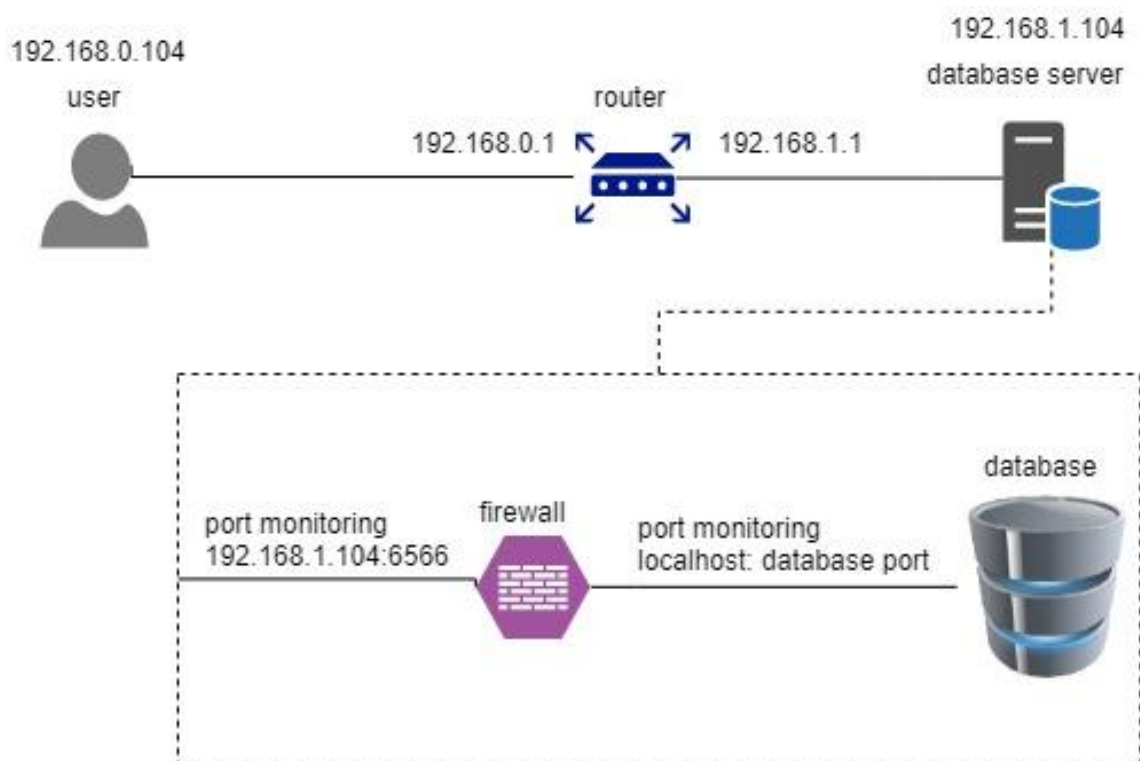 192.168.0.104
user
192.168.0.1
router
192.168.1.1
192.168.1.104
database server
port monitoring
192.168.1.104:6566
firewall
port monitoring
localhost: database port
database